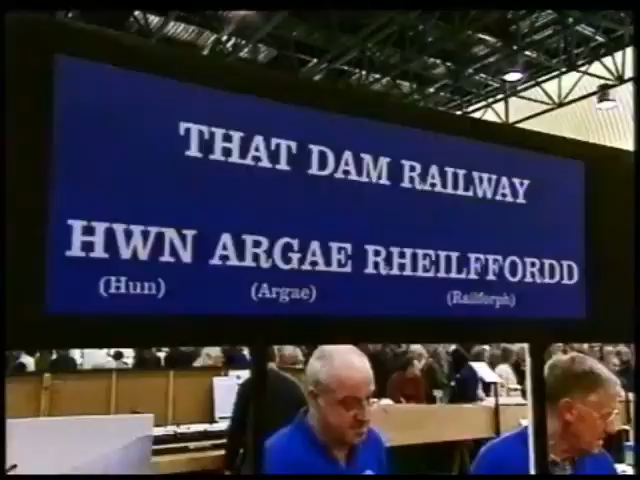 THAT DAM RAILWAY
HWN ARGAE RHEILFFORDD
(Hun) (Argae) (Railforph)